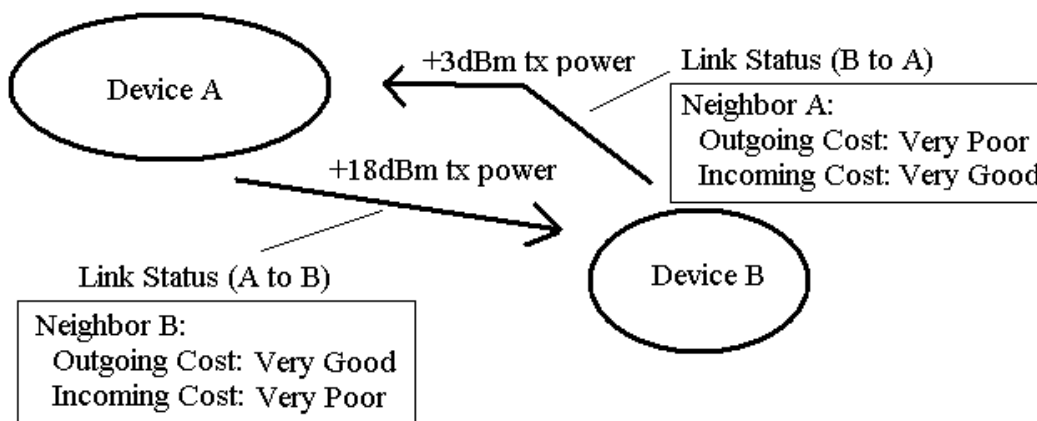 +3dBm tx power
Link Status (B to A)
Device A
Neighbor A:
Outgoing Cost: Very Poor
Incoming Cost: Very Good
+18dBm tx power
Link Status (A to B)
Device B
Neighbor B:
Outgoing Cost: Very Good
Incoming Cost: Very Poor